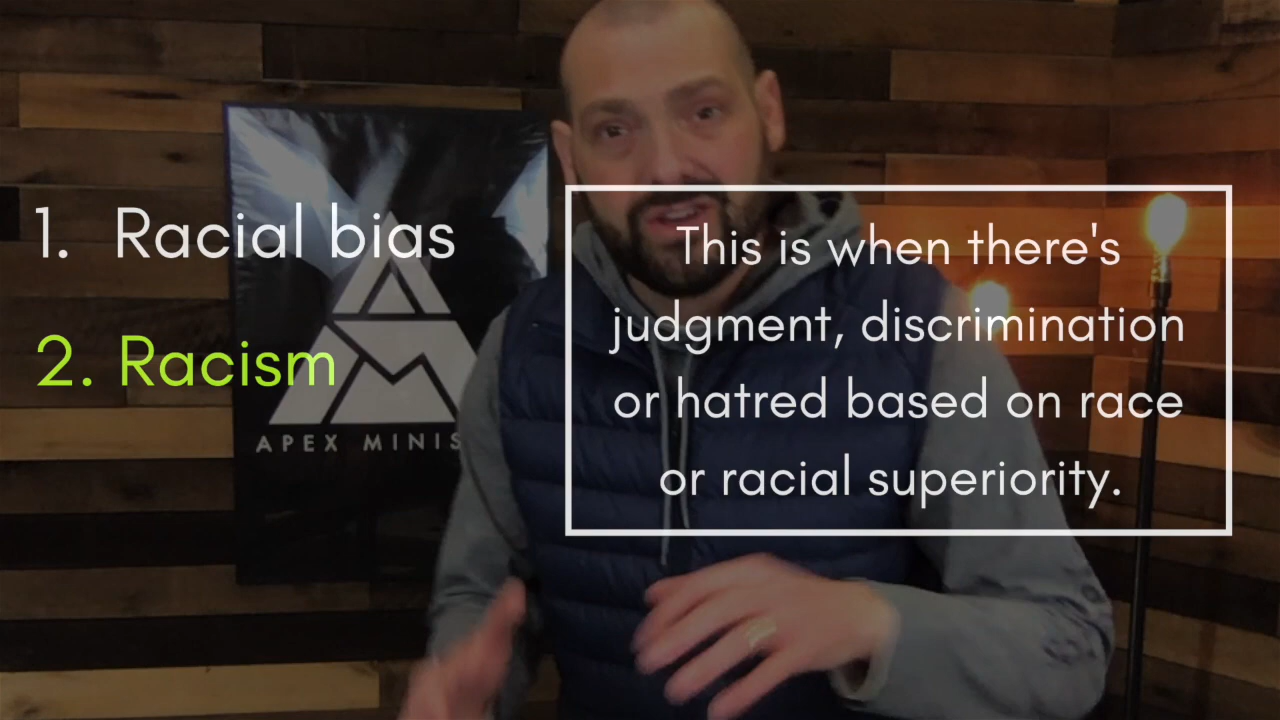 1. Racial bias
2. Racism
This is when there's
judgment, discrimination
or hatred based on race
or racial superiority.
APEX MINIS